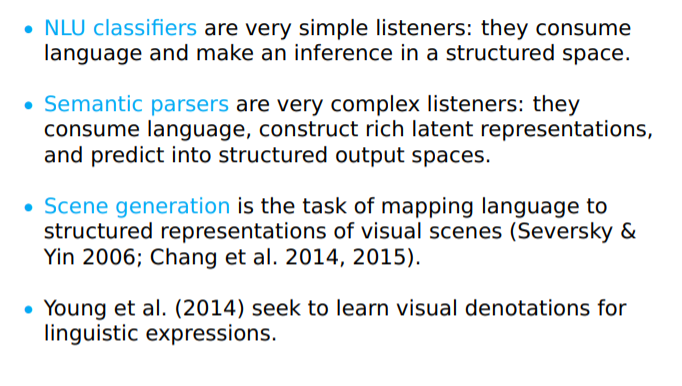 • NLU classifiers are very simple listeners: they consume
language and make an inference in a structured space.
• Semantic parsers are very complex listeners: they
consume language, construct rich latent representations,
and predict into structured output spaces.
• Scene generation is the task of mapping language to
structured representations of visual scenes (Seversky &
Yin 2006; Chang et al. 2014, 2015).
• Young et al. (2014) seek to learn visual denotations for
linguistic expressions.